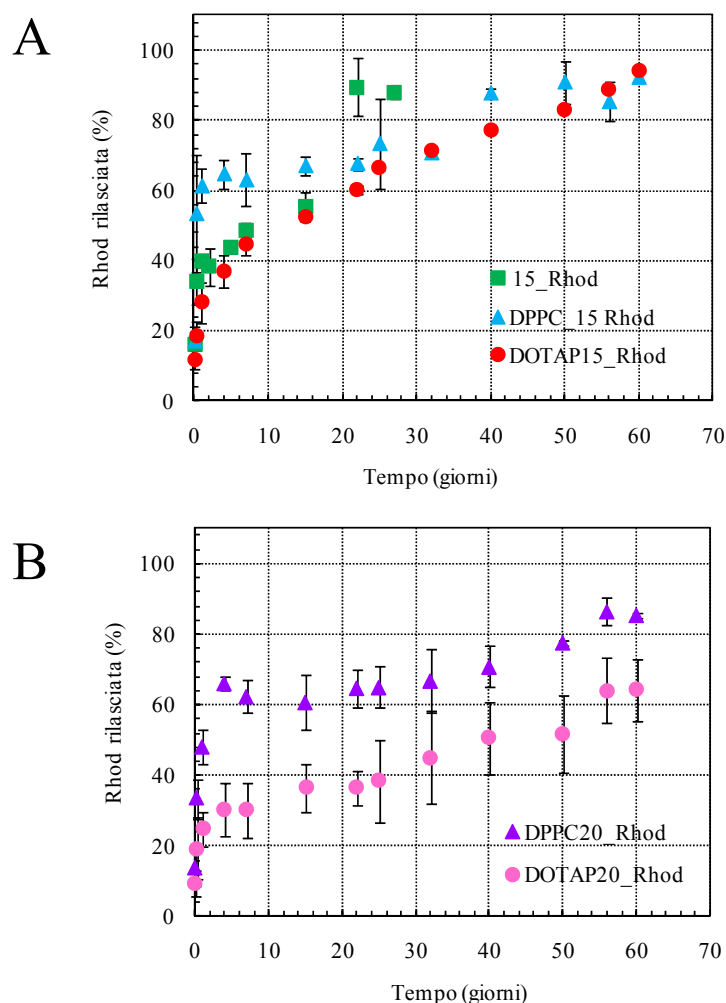 A
Rhod rilasciata (%)
100
80
60
40
20
0
15_Rhod
DPPC_15 Rhod
DOTAP15_Rhod
0 10 20 30 40 50 60 70
Tempo (giorni)
B
Rhod rilasciata (%)
100
80
60
40
20
0
DPPC20_Rhod
DOTAP20_Rhod
0 10 20 30 40 50 60 70
Tempo (giorni)